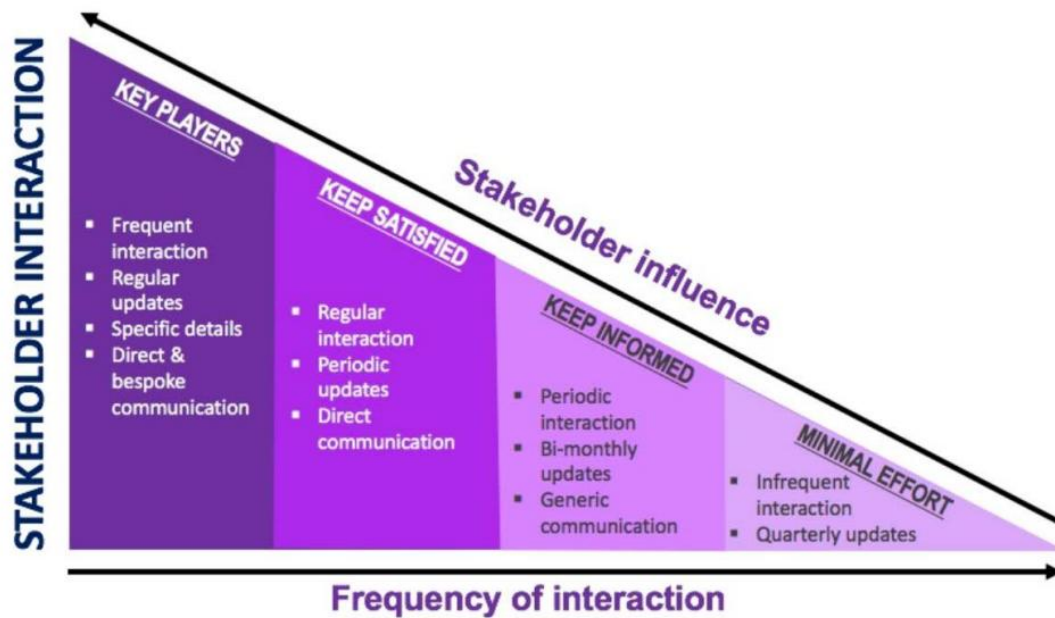 STAKEHOLDER INTERACTION
KEY PLAYERS
▪ Frequent
interaction
▪ Regular
updates
▪ Specific details
▪ Direct &
bespoke
communication
KEEP SATISFIED
▪ Regular
interaction
▪ Periodic
updates
▪ Direct
communication
KEEP INFORMED
▪ Periodic
interaction
▪ Bi-monthly
updates
▪ Generic
communication
MINIMAL EFFORT
▪ Infrequent
interaction
▪ Quarterly updates
Stakeholder influence
Frequency of interaction